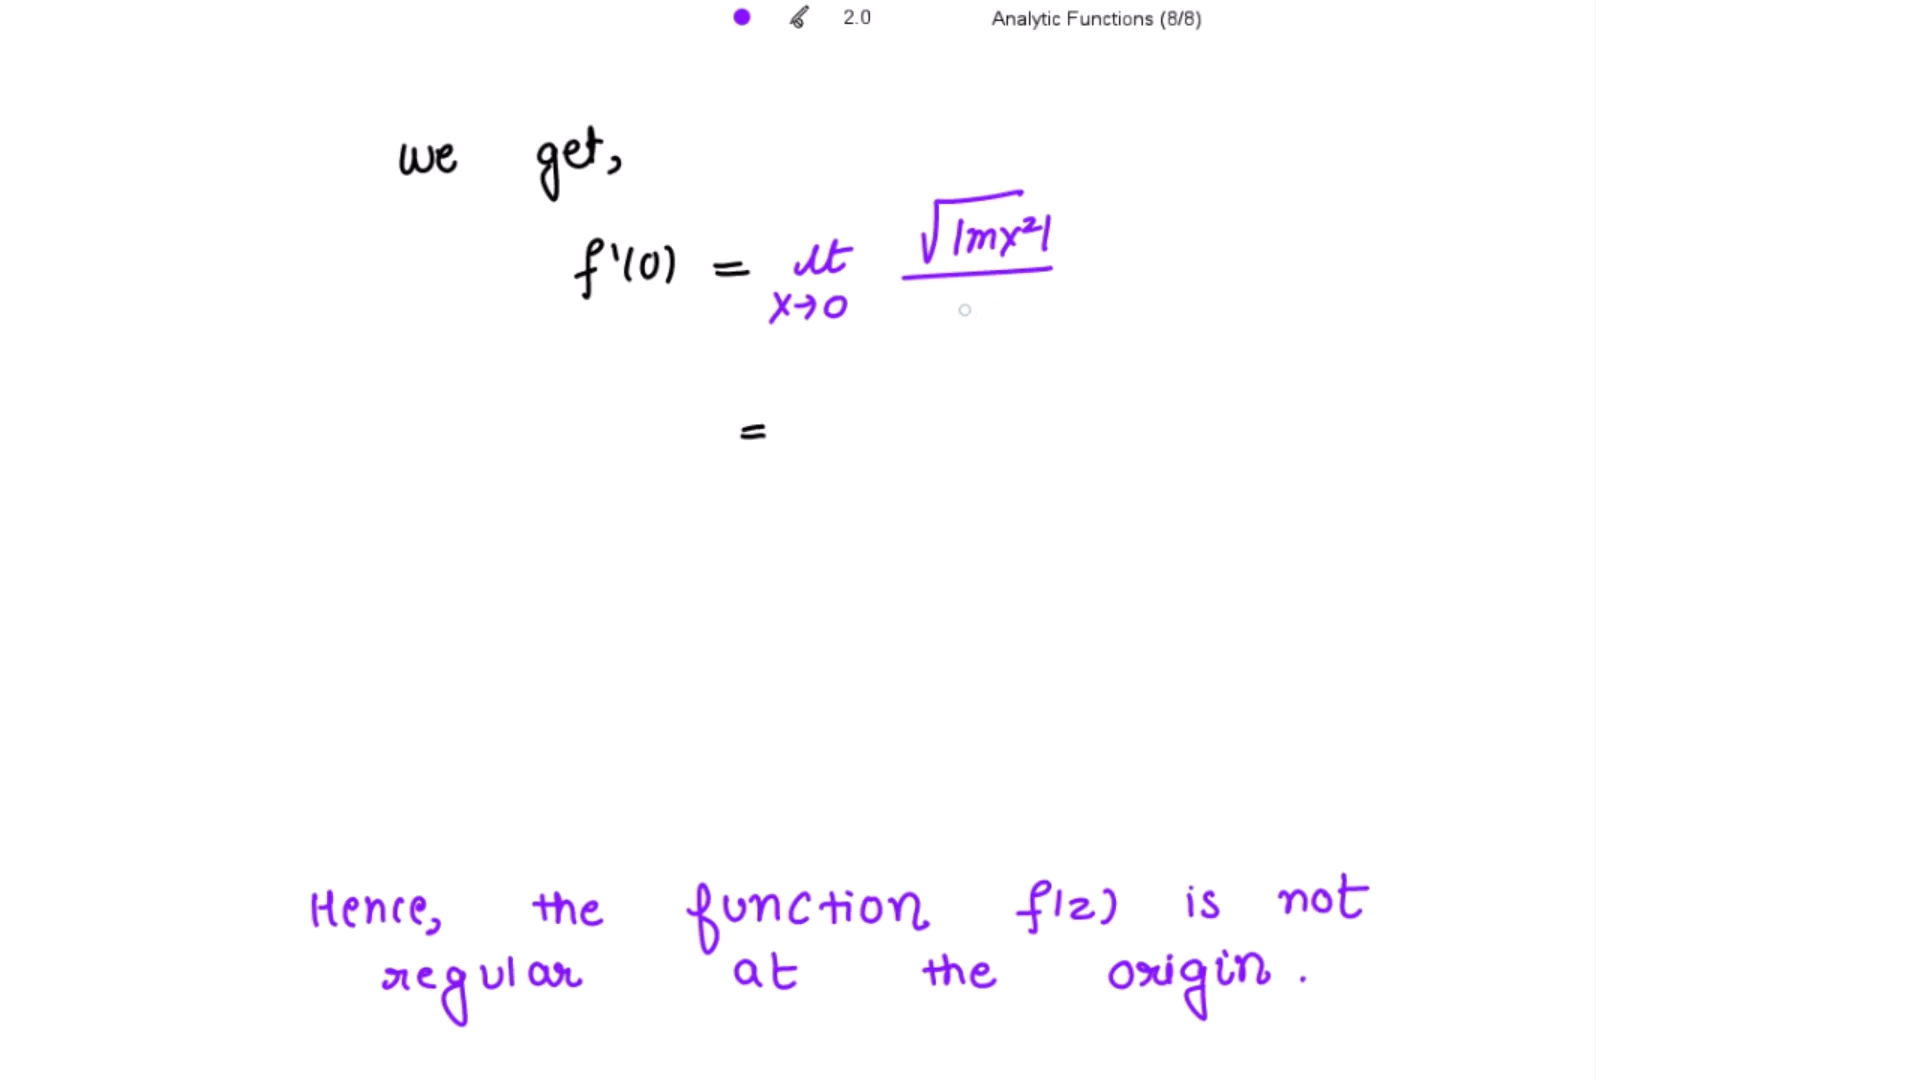 2.0 Analytic Functions (8/8)
we get,
f'(0) = lt x→0 √|mx²|
=
Hence, the function f(z) is not
regular at the origin.